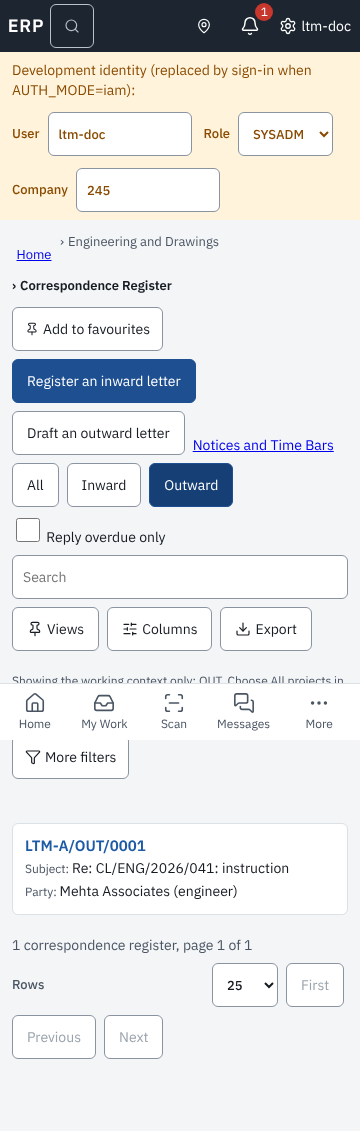 ERP
1
ltm-doc
Development identity (replaced by sign-in when
AUTH_MODE=iam):
User ltm-doc Role SYSADM
Company 245
Home › Engineering and Drawings
› Correspondence Register
Add to favourites
Register an inward letter
Draft an outward letter Notices and Time Bars
All Inward Outward
Reply overdue only
Search
Views Columns Export
Showing the working context only: OUT. Choose All projects in
Home My Work Scan Messages More
More filters
LTM-A/OUT/0001
Subject: Re: CL/ENG/2026/041: instruction
Party: Mehta Associates (engineer)
1 correspondence register, page 1 of 1
Rows 25 First
Previous Next